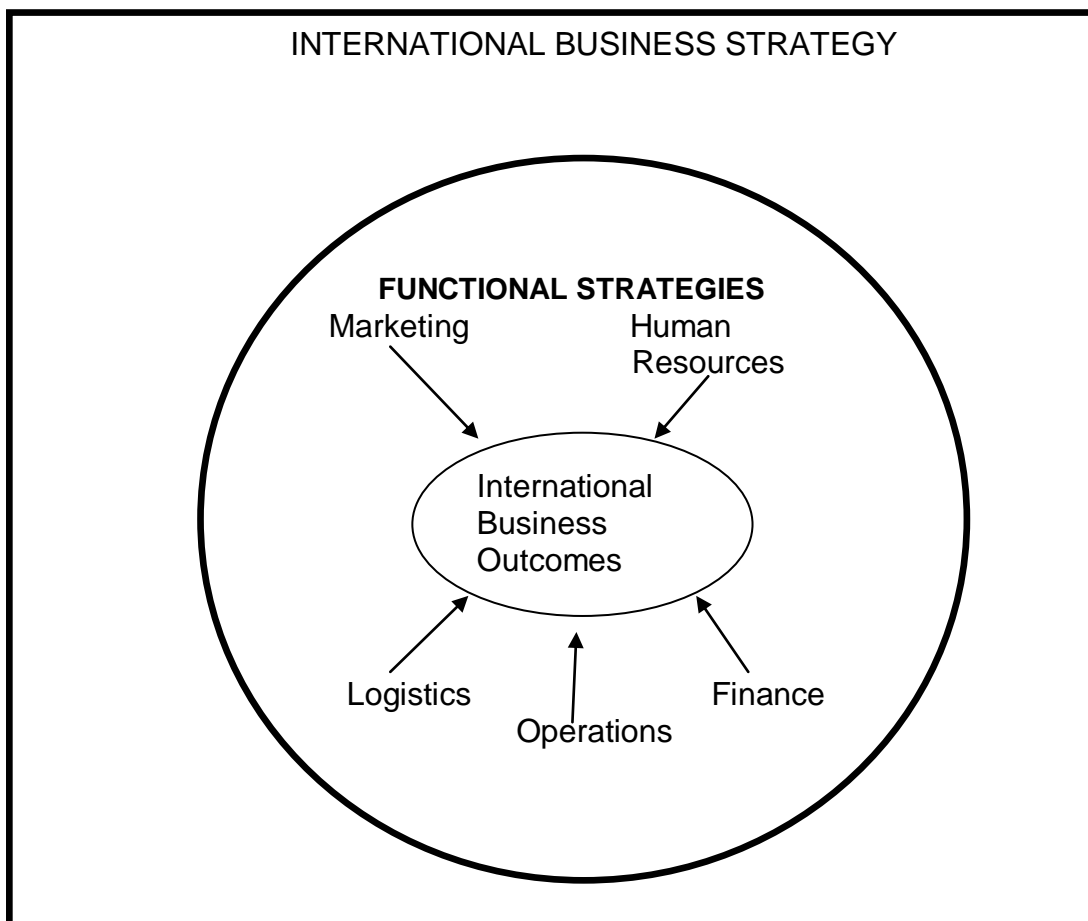 INTERNATIONAL BUSINESS STRATEGY
FUNCTIONAL STRATEGIES
Marketing
Human
Resources
International
Business
Outcomes
Logistics
Operations
Finance